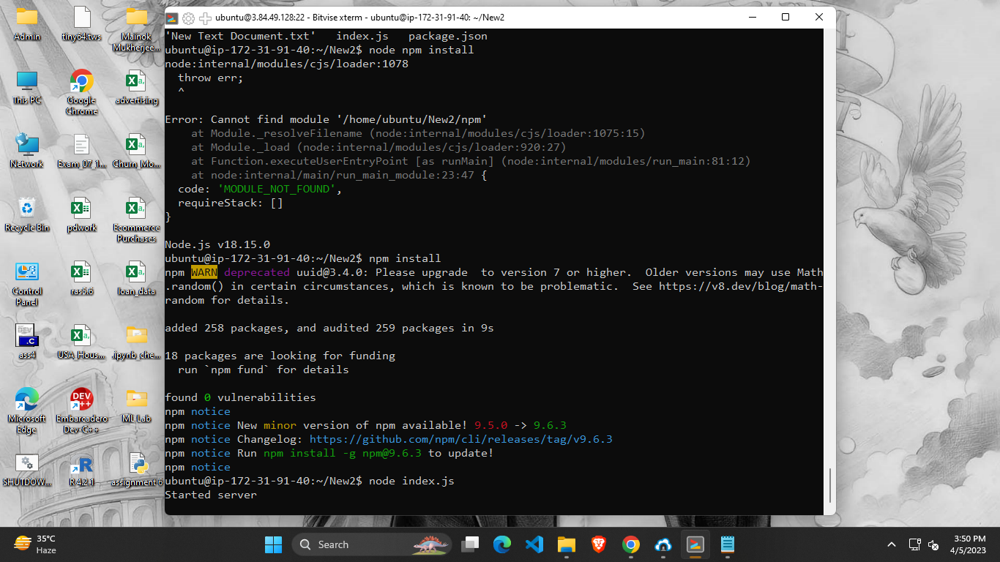 ubuntu@3.84.49.128:22 - Bitvise xterm - ubuntu@ip-172-31-91-40: ~/New2
'New Text Document.txt'   index.js   package.json
ubuntu@ip-172-31-91-40:~/New2$ node npm install
node:internal/modules/cjs/loader:1078
  throw err;
  ^
Error: Cannot find module '/home/ubuntu/New2/npm'
    at Module._resolveFilename (node:internal/modules/cjs/loader:1075:15)
    at Module._load (node:internal/modules/cjs/loader:920:27)
    at Function.executeUserEntryPoint [as runMain] (node:internal/modules/run_main:81:12)
    at node:internal/main/run_main_module:23:47 {
  code: 'MODULE_NOT_FOUND',
  requireStack: []
}
Node.js v18.15.0
ubuntu@ip-172-31-91-40:~/New2$ npm install
npm WARN deprecated uuid@3.4.0: Please upgrade  to version 7 or higher.  Older versions may use Math
.random() in certain circumstances, which is known to be problematic.  See https://v8.dev/blog/math-
random for details.
added 258 packages, and audited 259 packages in 9s
18 packages are looking for funding
  run `npm fund` for details
found 0 vulnerabilities
npm notice
npm notice New minor version of npm available! 9.5.0 -> 9.6.3
npm notice Changelog: https://github.com/npm/cli/releases/tag/v9.6.3
npm notice Run npm install -g npm@9.6.3 to update!
npm notice
ubuntu@ip-172-31-91-40:~/New2$ node index.js
Started server
Admin
tiny64.tws
Mainok
Mukherjee...
This PC
Google
Chrome
advertising
Network
Exam_07_1...
Churn_Mo...
Recycle Bin
pdwork
Ecommerce
Purchases
Control
Panel
ras5.6
loan_data
DEV
.C
ass4
USA_Hous...
.ipynb_che...
Microsoft
Edge
DEV
C++
Embarcadero
Dev-C++
ML Lab
SHUTDOW...
R
R 4.2.1
assignment 6
35°C
Haze
Search
3:50 PM
4/5/2023